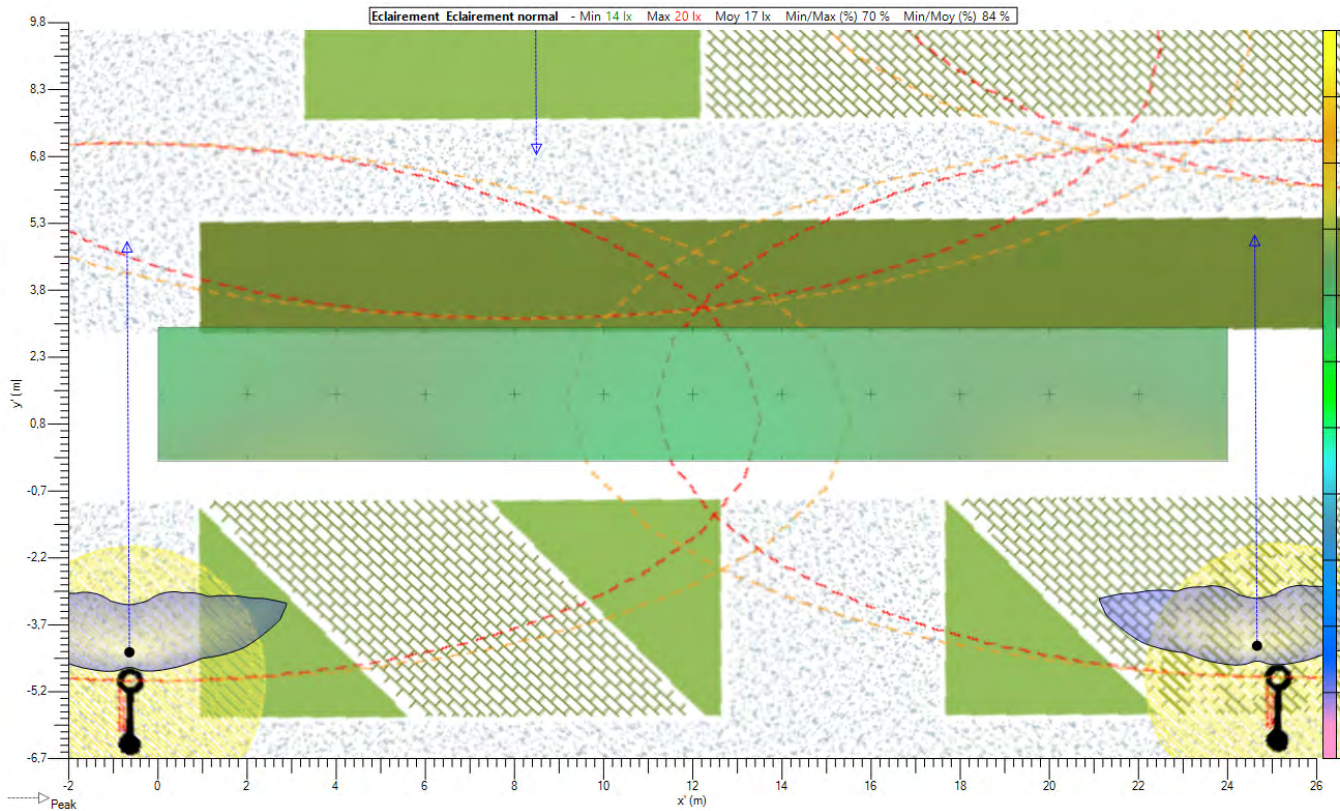 Eclairement Eclairement normal - Min 14 lx Max 20 lx Moy 17 lx Min/Max (%) 70 % Min/Moy (%) 84 %
9.8
8.3
6.8
5.3
3.8
2.3
0.8
-0.7
-2.2
-3.7
-5.2
-6.7
y' (m)
-2 0 2 4 6 8 10 12 14 16 18 20 22 24 26
x' (m)
Peak